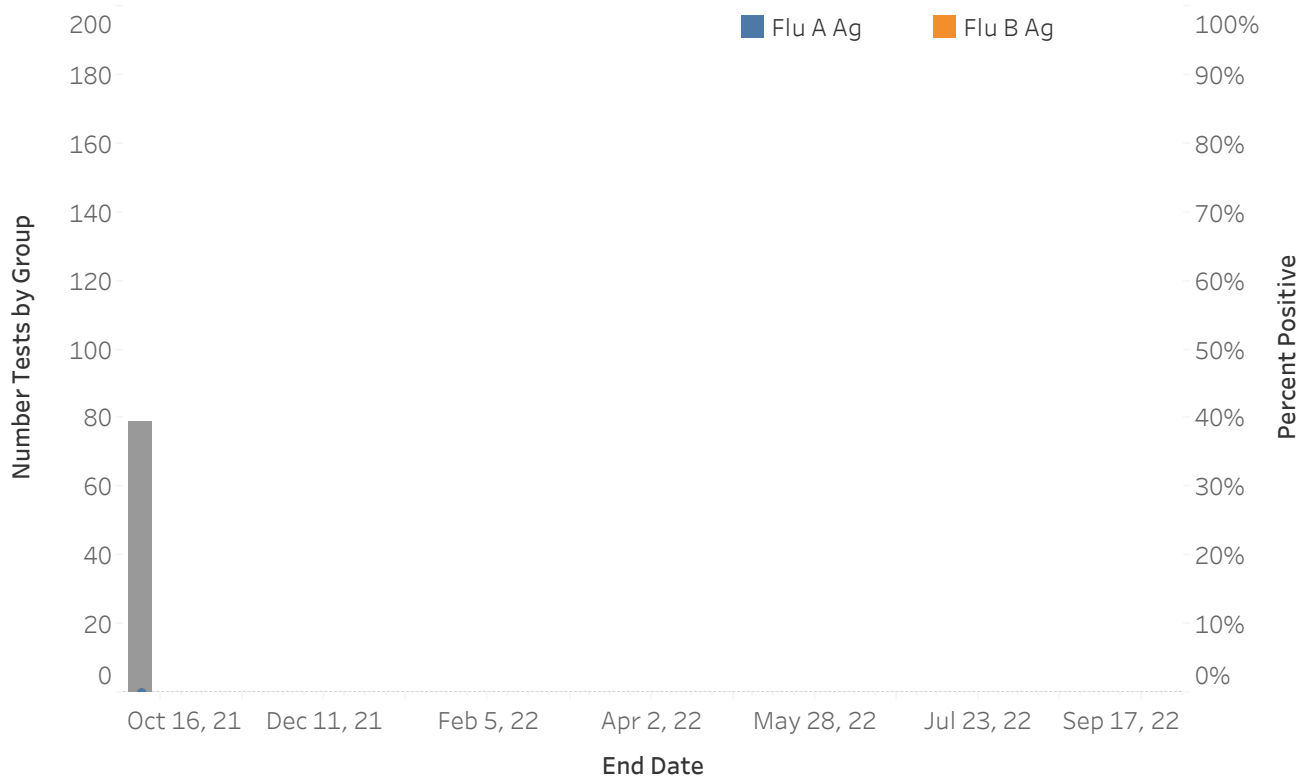 Flu A Ag
Flu B Ag
Number Tests by Group
200
180
160
140
120
100
80
60
40
20
0
100%
90%
80%
70%
60%
50%
40%
30%
20%
10%
0%
Percent Positive
Oct 16, 21
Dec 11, 21
Feb 5, 22
Apr 2, 22
May 28, 22
Jul 23, 22
Sep 17, 22
End Date